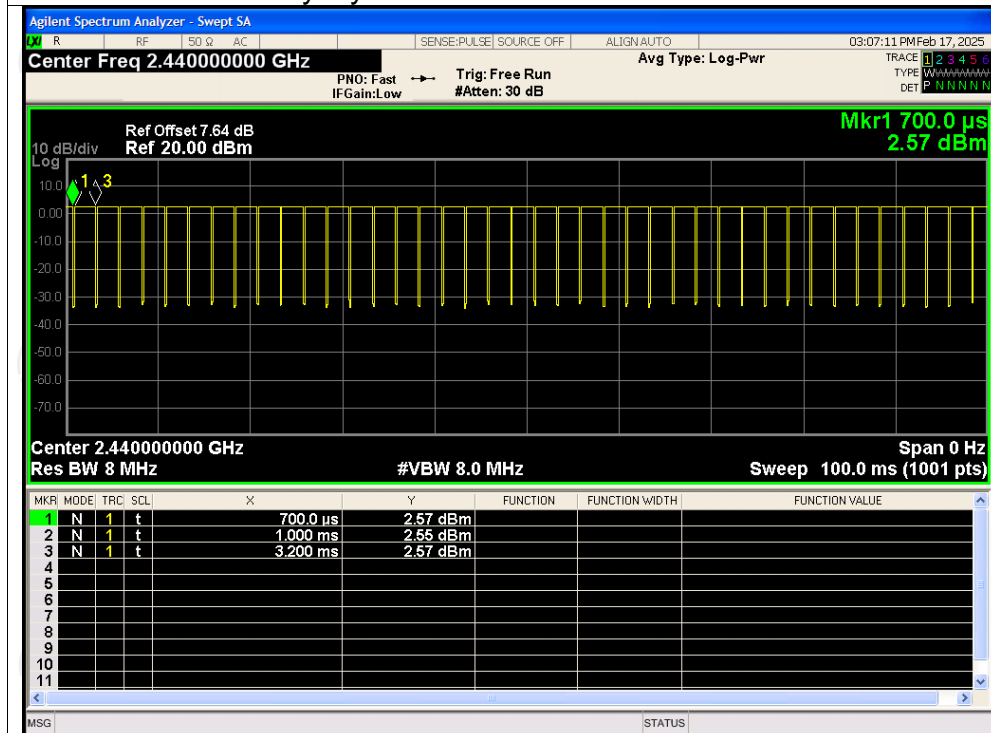 Agilent Spectrum Analyzer - Swept SA
LXI R RF 50 Ω AC SENSE:PULSE SOURCE OFF ALIGN AUTO 03:07:11 PM Feb 17, 2025
Center Freq 2.440000000 GHz
Avg Type: Log-Pwr
TRACE 1 2 3 4 5 6
PNO: Fast Trig: Free Run
TYPE WWWWWW
IFGain:Low #Atten: 30 dB
DET P N N N N N
Mkr1 700.0 µs
2.57 dBm
Ref Offset 7.64 dB
10 dB/div Ref 20.00 dBm
Log
1 3
10.0
0.00
-10.0
-20.0
-30.0
-40.0
-50.0
-60.0
-70.0
Center 2.440000000 GHz Span 0 Hz
Res BW 8 MHz #VBW 8.0 MHz Sweep 100.0 ms (1001 pts)
MKR MODE TRC SCL X Y FUNCTION FUNCTION WIDTH FUNCTION VALUE
1 N 1 t 700.0 µs 2.57 dBm
2 N 1 t 1.000 ms 2.55 dBm
3 N 1 t 3.200 ms 2.57 dBm
4
5
6
7
8
9
10
11
MSG STATUS